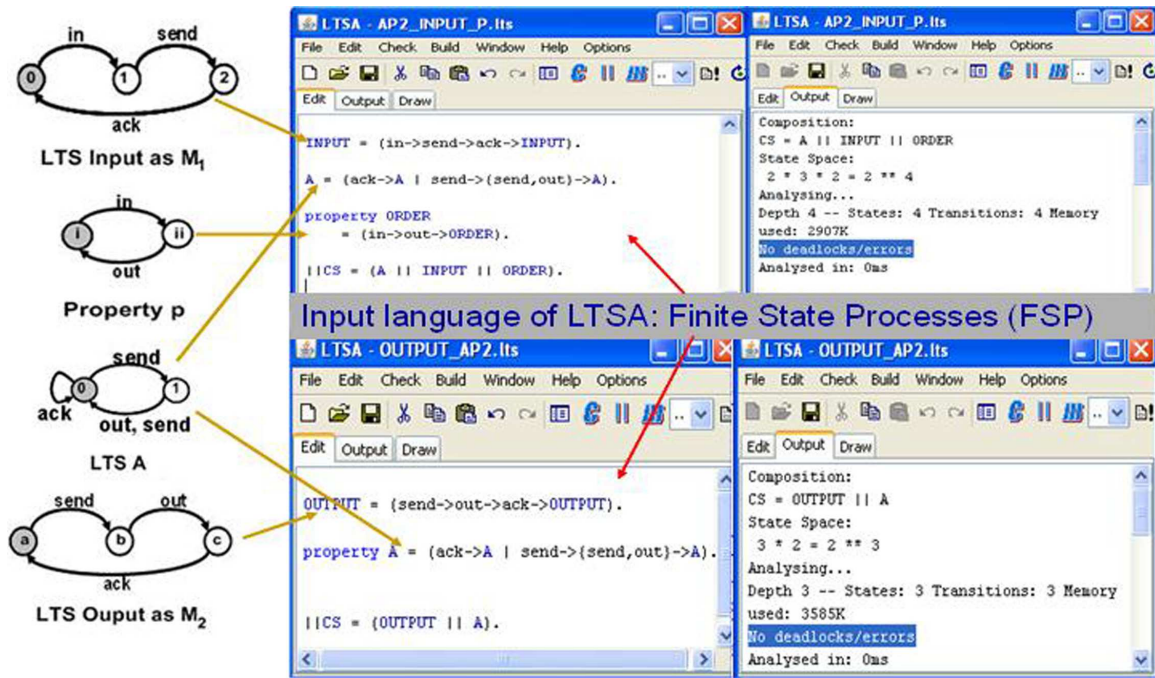 in
send
0
1
2
ack
LTS Input as M1
in
i
ii
out
Property p
send
0
1
ack
out, send
LTS A
send
out
a
b
c
ack
LTS Ouput as M2
LTSA - AP2_INPUT_P.lts
File Edit Check Build Window Help Options
Edit Output Draw
INPUT = (in->send->ack->INPUT).
A = (ack->A | send->{send,out}->A).
property ORDER
= (in->out->ORDER).
||CS = (A || INPUT || ORDER).
LTSA - AP2_INPUT_P.lts
File Edit Check Build Window Help Options
Edit Output Draw
Composition:
CS = A || INPUT || ORDER
State Space:
2 * 3 * 2 = 2 ** 4
Analysing...
Depth 4 -- States: 4 Transitions: 4 Memory
used: 2907K
No deadlocks/errors
Analysed in: 0ms
Input language of LTSA: Finite State Processes (FSP)
LTSA - OUTPUT_AP2.lts
File Edit Check Build Window Help Options
Edit Output Draw
OUTPUT = (send->out->ack->OUTPUT).
property A = (ack->A | send->{send,out}->A).
||CS = (OUTPUT || A).
LTSA - OUTPUT_AP2.lts
File Edit Check Build Window Help Options
Edit Output Draw
Composition:
CS = OUTPUT || A
State Space:
3 * 2 = 2 ** 3
Analysing...
Depth 3 -- States: 3 Transitions: 3 Memory
used: 3585K
No deadlocks/errors
Analysed in: 0ms